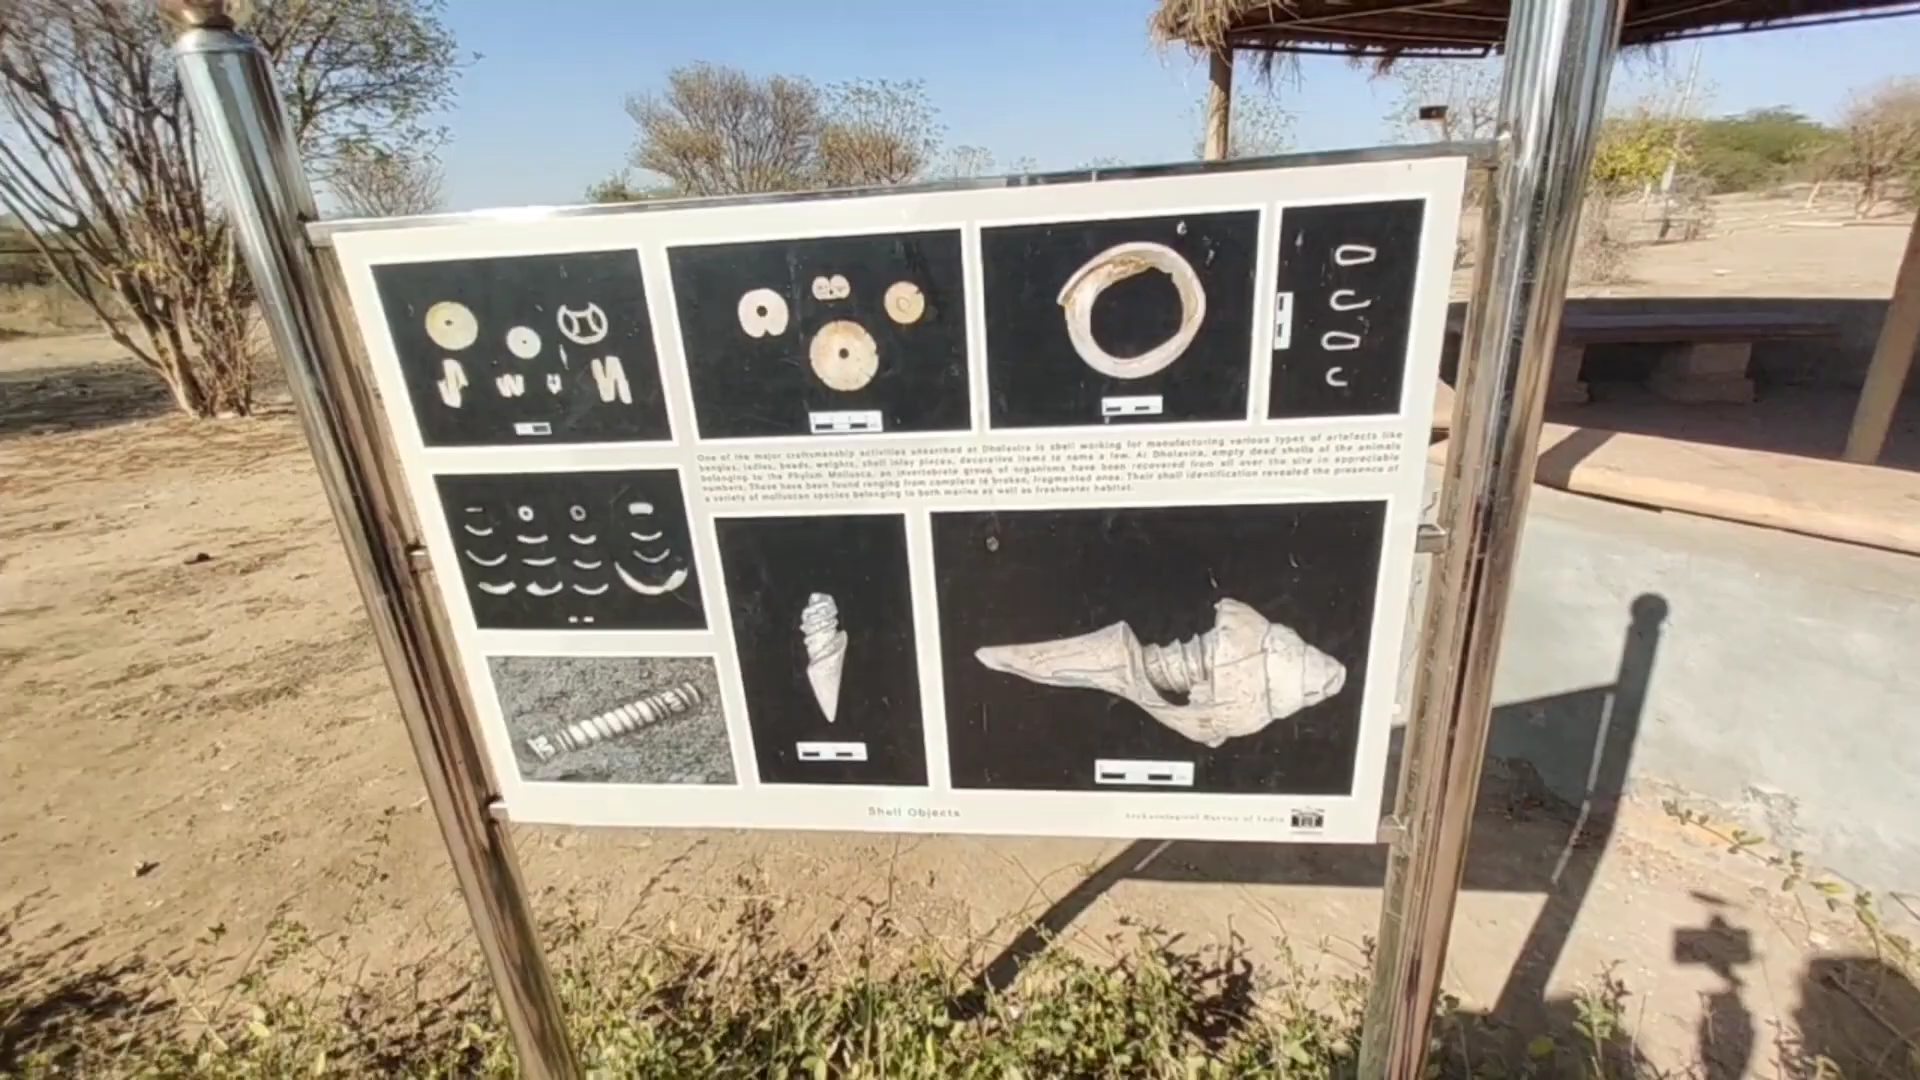 One of the major craftsmanship activities unearthed at Dholavira is shell working for manufacturing various types of artefacts like
bangles, ladles, beads, weights, shell inlay pieces, decorative items to name a few. At Dholavira, empty dead shells of the animals
belonging to the Phylum Mollusca, an invertebrate group of organisms have been recovered from all over the site in appreciable
numbers. These have been found ranging from complete to broken, fragmented ones. Their shell identification revealed the presence of
a variety of molluscan species belonging to both marine as well as freshwater habitat.
Shell Objects
Archaeological Survey of India